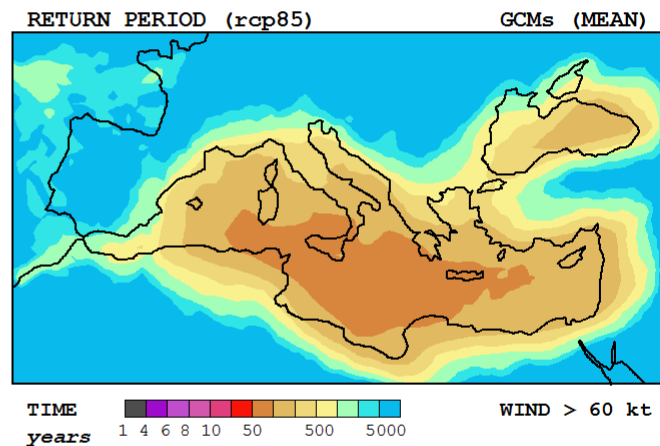 RETURN PERIOD (rcp85) GCMs (MEAN)
TIME WIND > 60 kt
years 1 4 6 8 10 50 500 5000